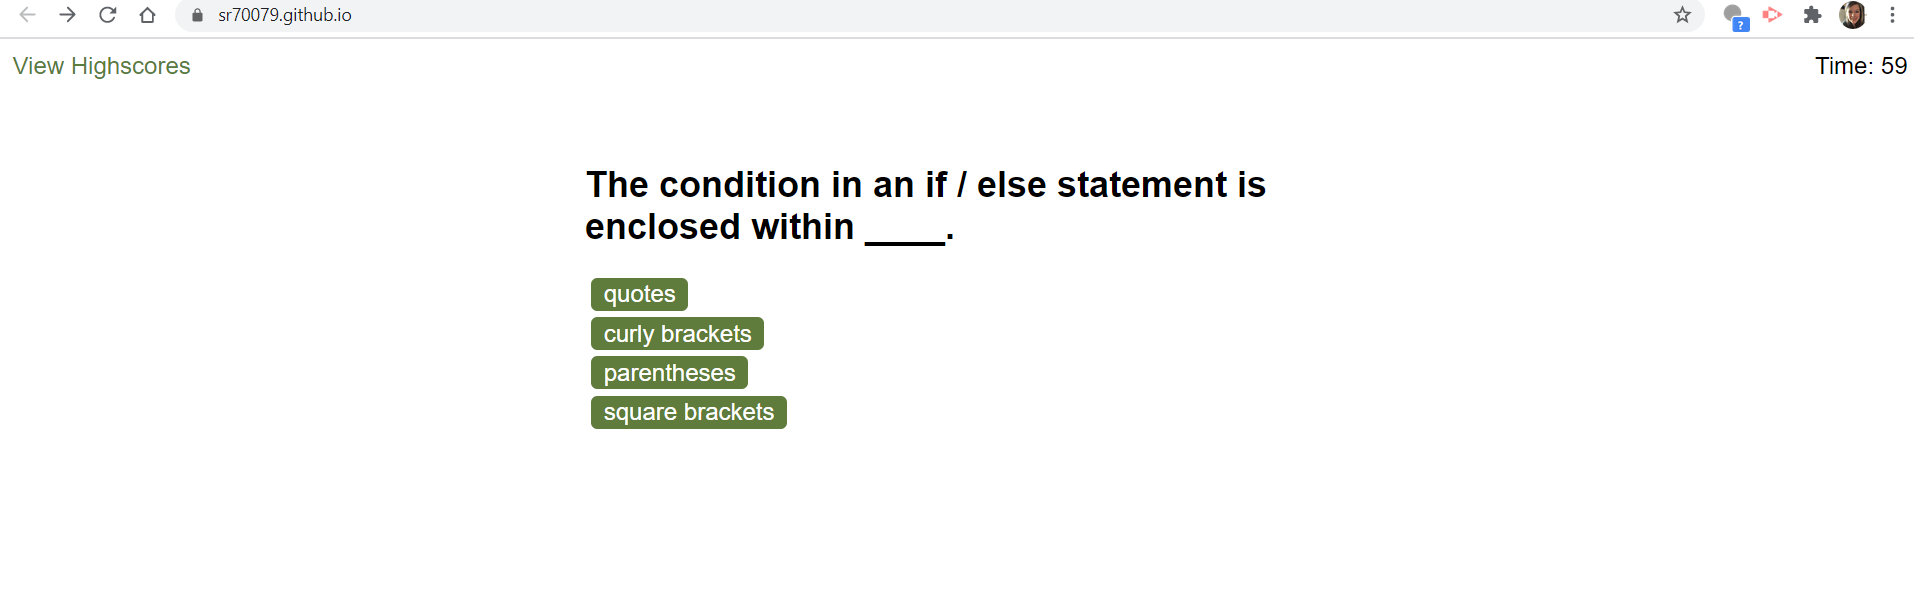 sr70079.github.io
?
View Highscores
Time: 59
The condition in an if / else statement is
enclosed within ____.
quotes
curly brackets
parentheses
square brackets